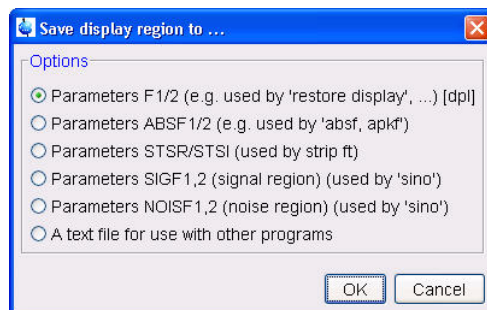 Save display region to ...
Options
Parameters F1/2 (e.g. used by 'restore display', ...) [dpl]
Parameters ABSF1/2 (e.g. used by 'absf, apkf')
Parameters STSR/STSI (used by strip ft)
Parameters SIGF1,2 (signal region) (used by 'sino')
Parameters NOISF1,2 (noise region) (used by 'sino')
A text file for use with other programs
OK Cancel